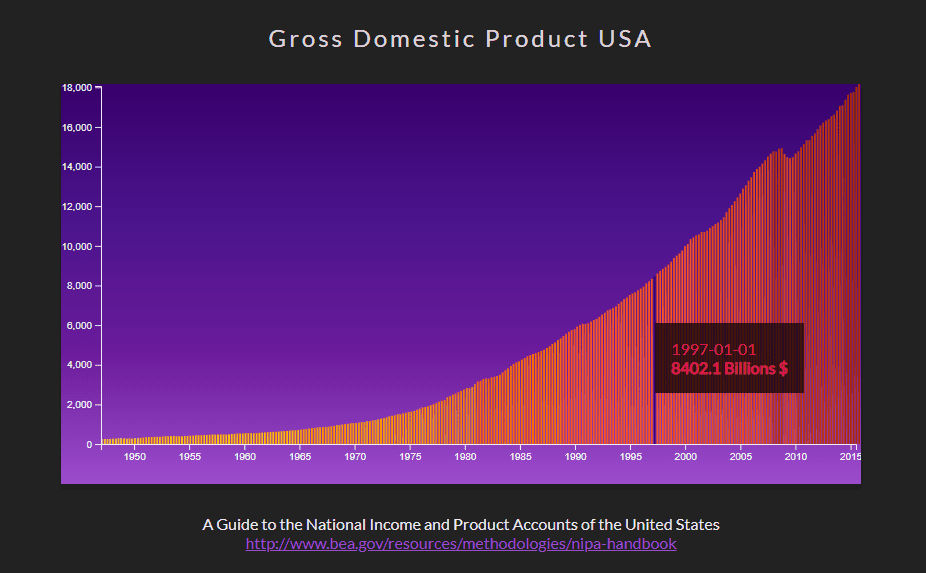 Gross Domestic Product USA
18,000
16,000
14,000
12,000
10,000
8,000
6,000
4,000
2,000
0
1997-01-01
8402.1 Billions $
1950 1955 1960 1965 1970 1975 1980 1985 1990 1995 2000 2005 2010 2015
A Guide to the National Income and Product Accounts of the United States
http://www.bea.gov/resources/methodologies/nipa-handbook